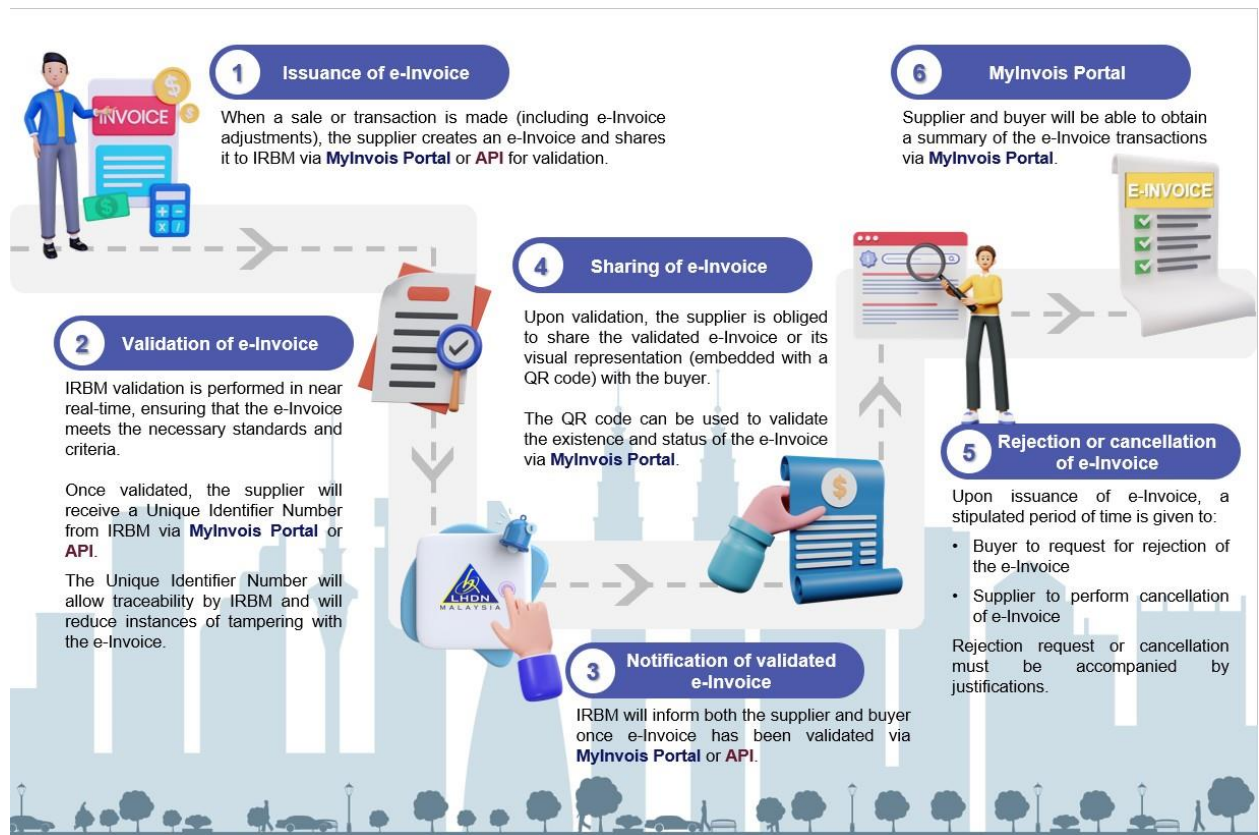 1
Issuance of e-Invoice
When a sale or transaction is made (including e-Invoice
adjustments), the supplier creates an e-Invoice and shares
it to IRBM via MyInvois Portal or API for validation.
INVOICE
2
Validation of e-Invoice
IRBM validation is performed in near
real-time, ensuring that the e-Invoice
meets the necessary standards and
criteria.
Once validated, the supplier will
receive a Unique Identifier Number
from IRBM via MyInvois Portal or
API.
The Unique Identifier Number will
allow traceability by IRBM and will
reduce instances of tampering with
the e-Invoice.
LHDN
MALAYSIA
3
Notification of validated
e-Invoice
IRBM will inform both the supplier and buyer
once e-Invoice has been validated via
MyInvois Portal or API.
4
Sharing of e-Invoice
Upon validation, the supplier is obliged
to share the validated e-Invoice or its
visual representation (embedded with a
QR code) with the buyer.
The QR code can be used to validate
the existence and status of the e-Invoice
via MyInvois Portal.
5
Rejection or cancellation
of e-Invoice
Upon issuance of e-Invoice, a
stipulated period of time is given to:
• Buyer to request for rejection of
the e-Invoice
• Supplier to perform cancellation
of e-Invoice
Rejection request or cancellation
must be accompanied by
justifications.
6
MyInvois Portal
Supplier and buyer will be able to obtain
a summary of the e-Invoice transactions
via MyInvois Portal.
E-INVOICE